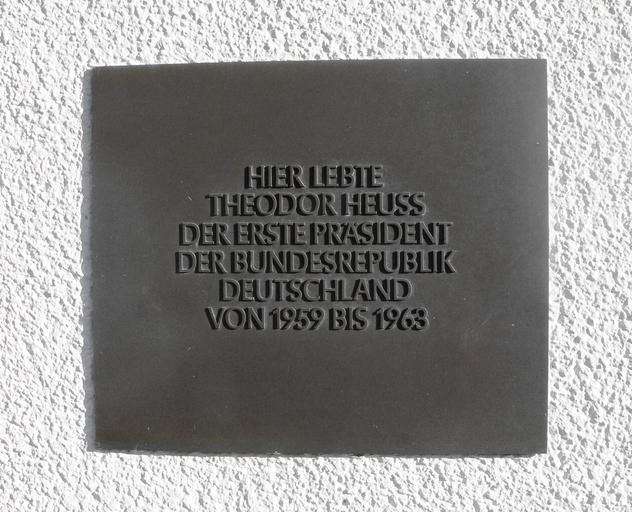 HIER LEBTE
THEODOR HEUSS
DER ERSTE PRÄSIDENT
DER BUNDESREPUBLIK
DEUTSCHLAND
VON 1959 BIS 1963